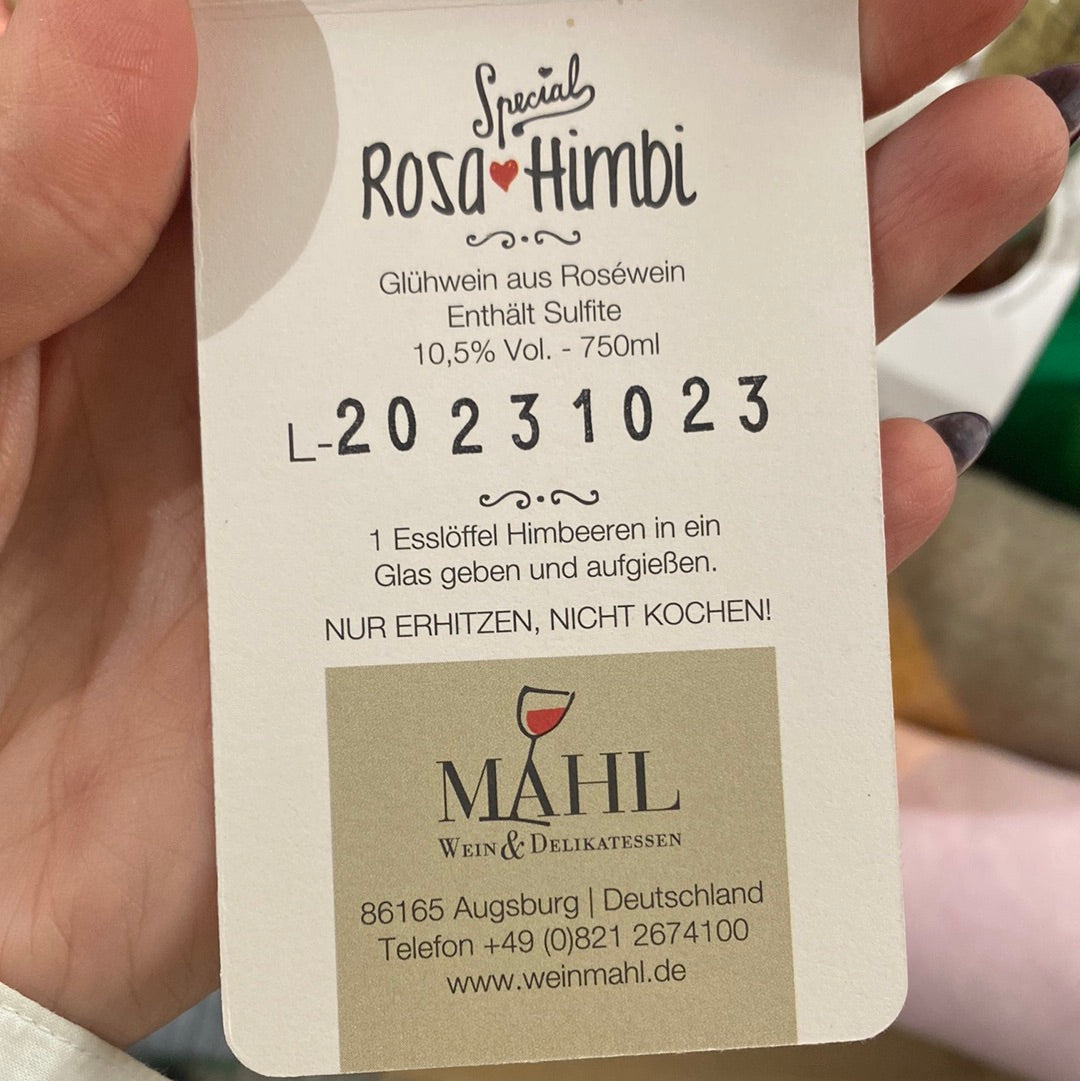 Special
Rosa Himbi
Glühwein aus Roséwein
Enthält Sulfite
10,5% Vol. - 750ml
L-20231023
1 Esslöffel Himbeeren in ein
Glas geben und aufgießen.
NUR ERHITZEN, NICHT KOCHEN!
MAHL
WEIN & DELIKATESSEN
86165 Augsburg | Deutschland
Telefon +49 (0)821 2674100
www.weinmahl.de